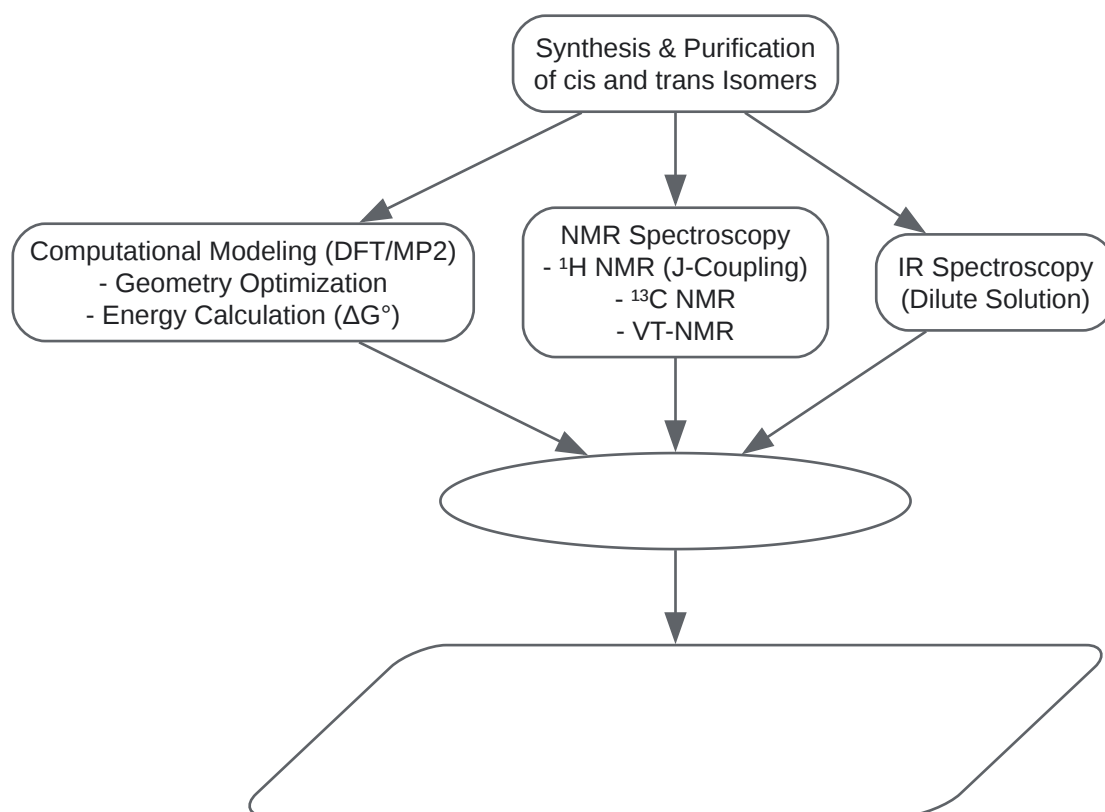 Synthesis & Purification
of cis and trans Isomers
Computational Modeling (DFT/MP2)
- Geometry Optimization
- Energy Calculation (ΔG°)
NMR Spectroscopy
- ¹H NMR (J-Coupling)
- ¹³C NMR
- VT-NMR
IR Spectroscopy
(Dilute Solution)